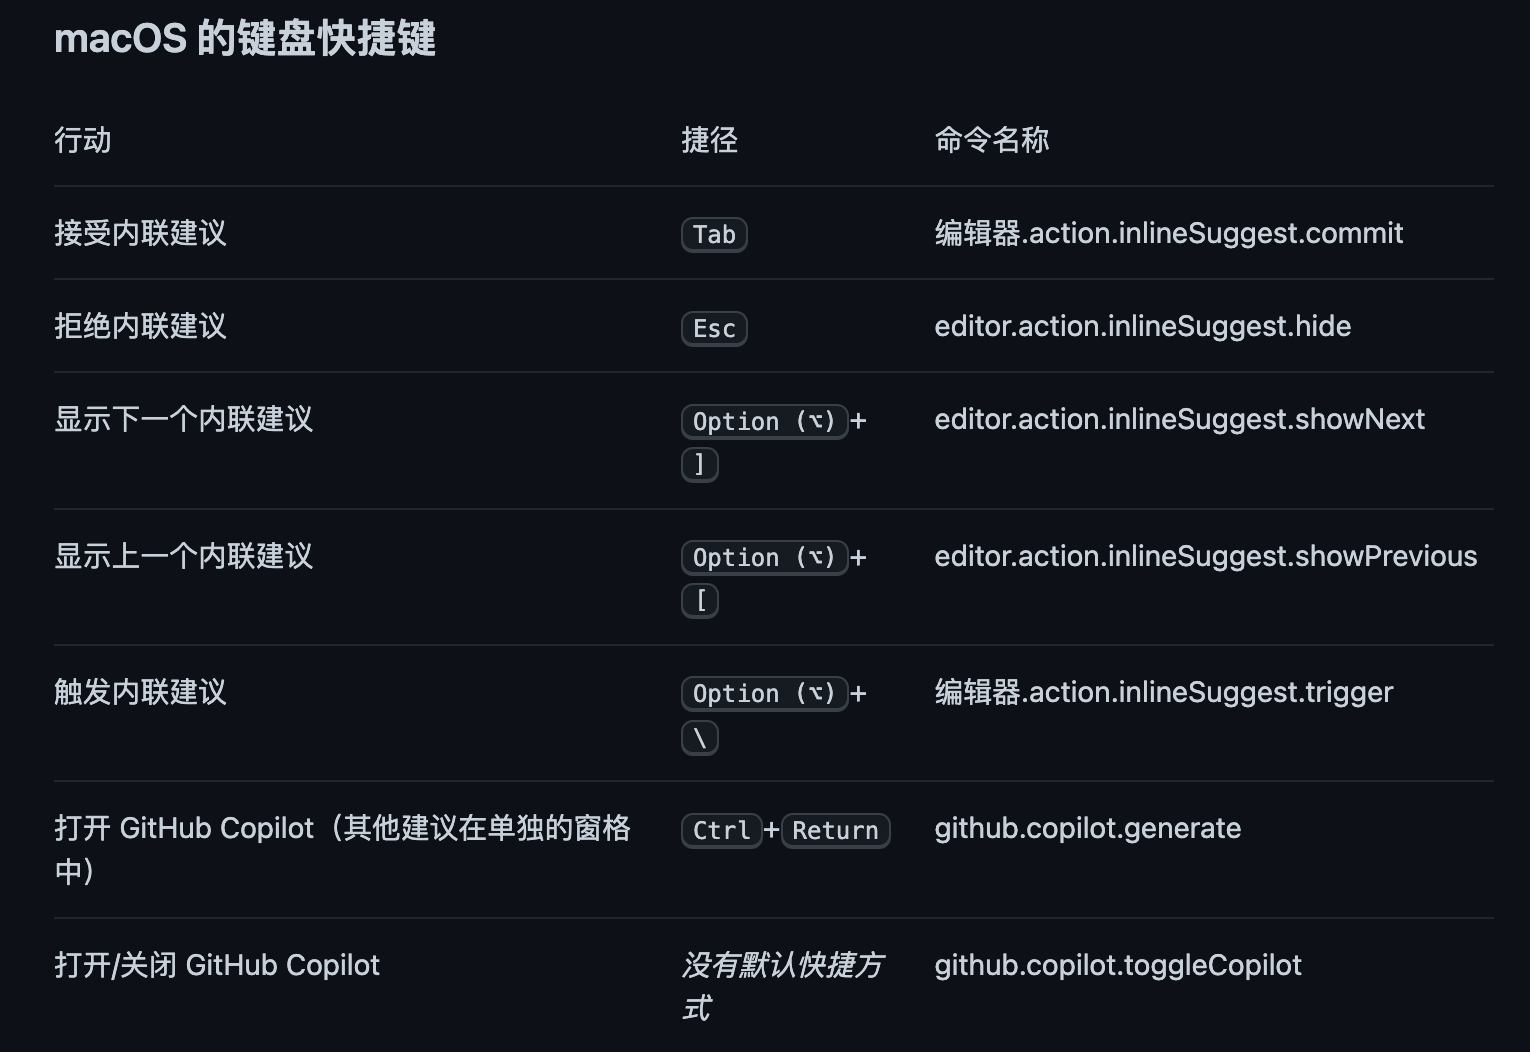 macOS 的键盘快捷键
行动 捷径 命令名称
接受内联建议 Tab 编辑器.action.inlineSuggest.commit
拒绝内联建议 Esc editor.action.inlineSuggest.hide
显示下一个内联建议 Option (⌥)+ editor.action.inlineSuggest.showNext
]
显示上一个内联建议 Option (⌥)+ editor.action.inlineSuggest.showPrevious
[
触发内联建议 Option (⌥)+ 编辑器.action.inlineSuggest.trigger
\
打开 GitHub Copilot（其他建议在单独的窗格 Ctrl+Return github.copilot.generate
中）
打开/关闭 GitHub Copilot 没有默认快捷方 github.copilot.toggleCopilot
式